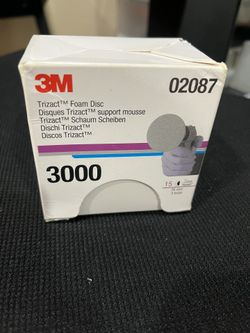 3M
02087
Trizact™ Foam Disc
Disques Trizact™ support mousse
Trizact™ Schaum Scheiben
Dischi Trizact™
Discos Trizact™
3000
15